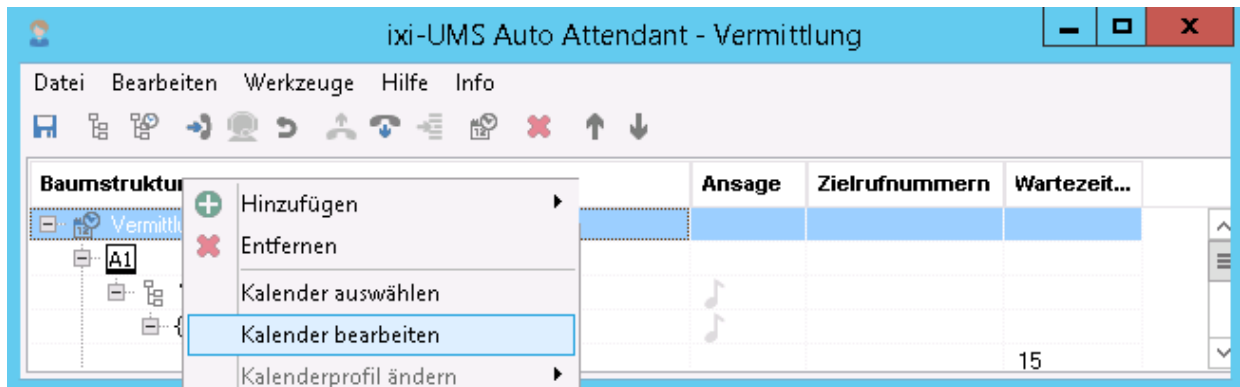 ixi-UMS Auto Attendant - Vermittlung
Datei Bearbeiten Werkzeuge Hilfe Info
Baumstruktur Ansage Zielrufnummern Wartezeit...
Hinzufügen
Entfernen
A1
Kalender auswählen
Kalender bearbeiten
15
Kalenderprofil ändern